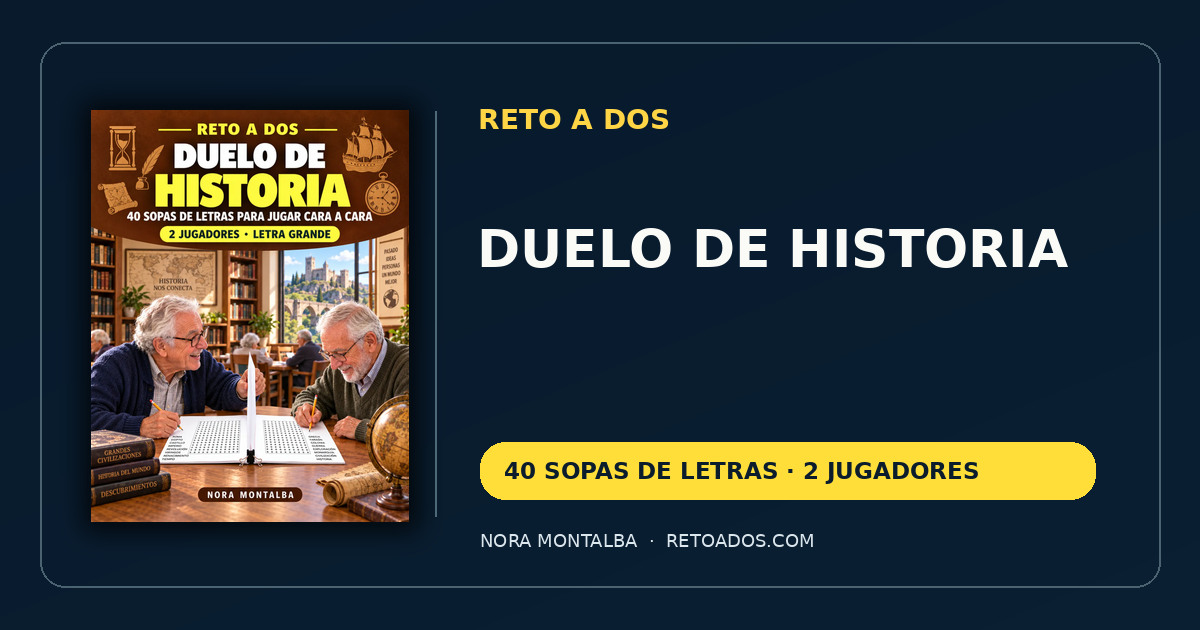 RETO A DOS
DUELO DE
HISTORIA
40 SOPAS DE LETRAS PARA JUGAR CARA A CARA
2 JUGADORES • LETRA GRANDE
HISTORIA
NOS CONECTA
PASADO
IDEAS
PERSONAS
UN MUNDO
MEJOR
GRANDES
CIVILIZACIONES
HISTORIA DEL MUNDO
DESCUBRIMIENTOS
NORA MONTALBA
RETO A DOS
DUELO DE HISTORIA
40 SOPAS DE LETRAS · 2 JUGADORES
NORA MONTALBA · RETOADOS.COM